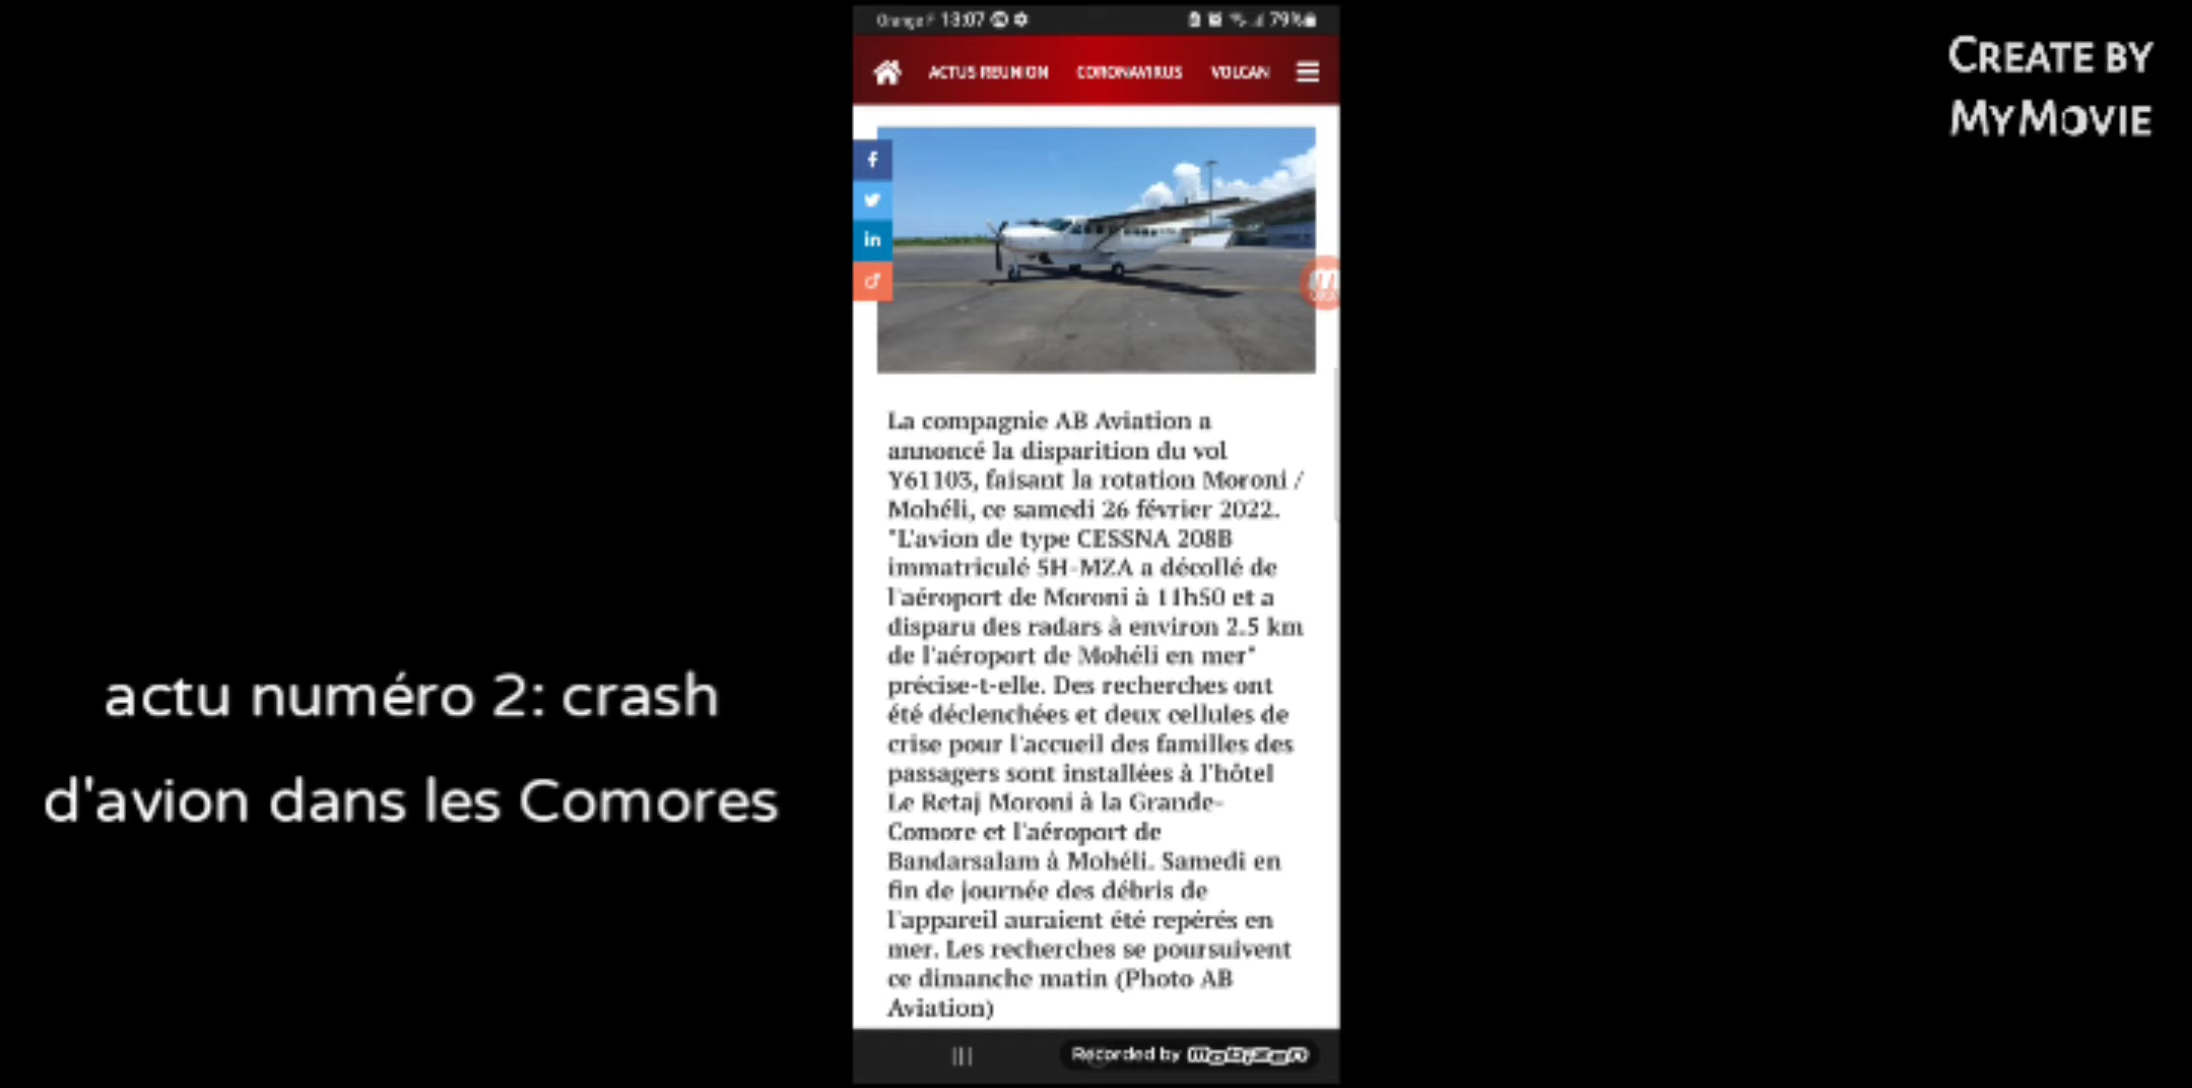 Orange F 13:07
79%
ACTUS REUNION CORONAVIRUS VOLCAN
CREATE BY
MYMOVIE
f
in
La compagnie AB Aviation a
annoncé la disparition du vol
Y61103, faisant la rotation Moroni /
Mohéli, ce samedi 26 février 2022.
"L'avion de type CESSNA 208B
immatriculé 5H-MZA a décollé de
l'aéroport de Moroni à 11h50 et a
disparu des radars à environ 2.5 km
de l'aéroport de Mohéli en mer"
précise-t-elle. Des recherches ont
été déclenchées et deux cellules de
crise pour l'accueil des familles des
passagers sont installées à l'hôtel
Le Retaj Moroni à la Grande-
Comore et l'aéroport de
Bandarsalam à Mohéli. Samedi en
fin de journée des débris de
l'appareil auraient été repérés en
mer. Les recherches se poursuivent
ce dimanche matin (Photo AB
Aviation)
actu numéro 2: crash
d'avion dans les Comores
Recorded by mobizen